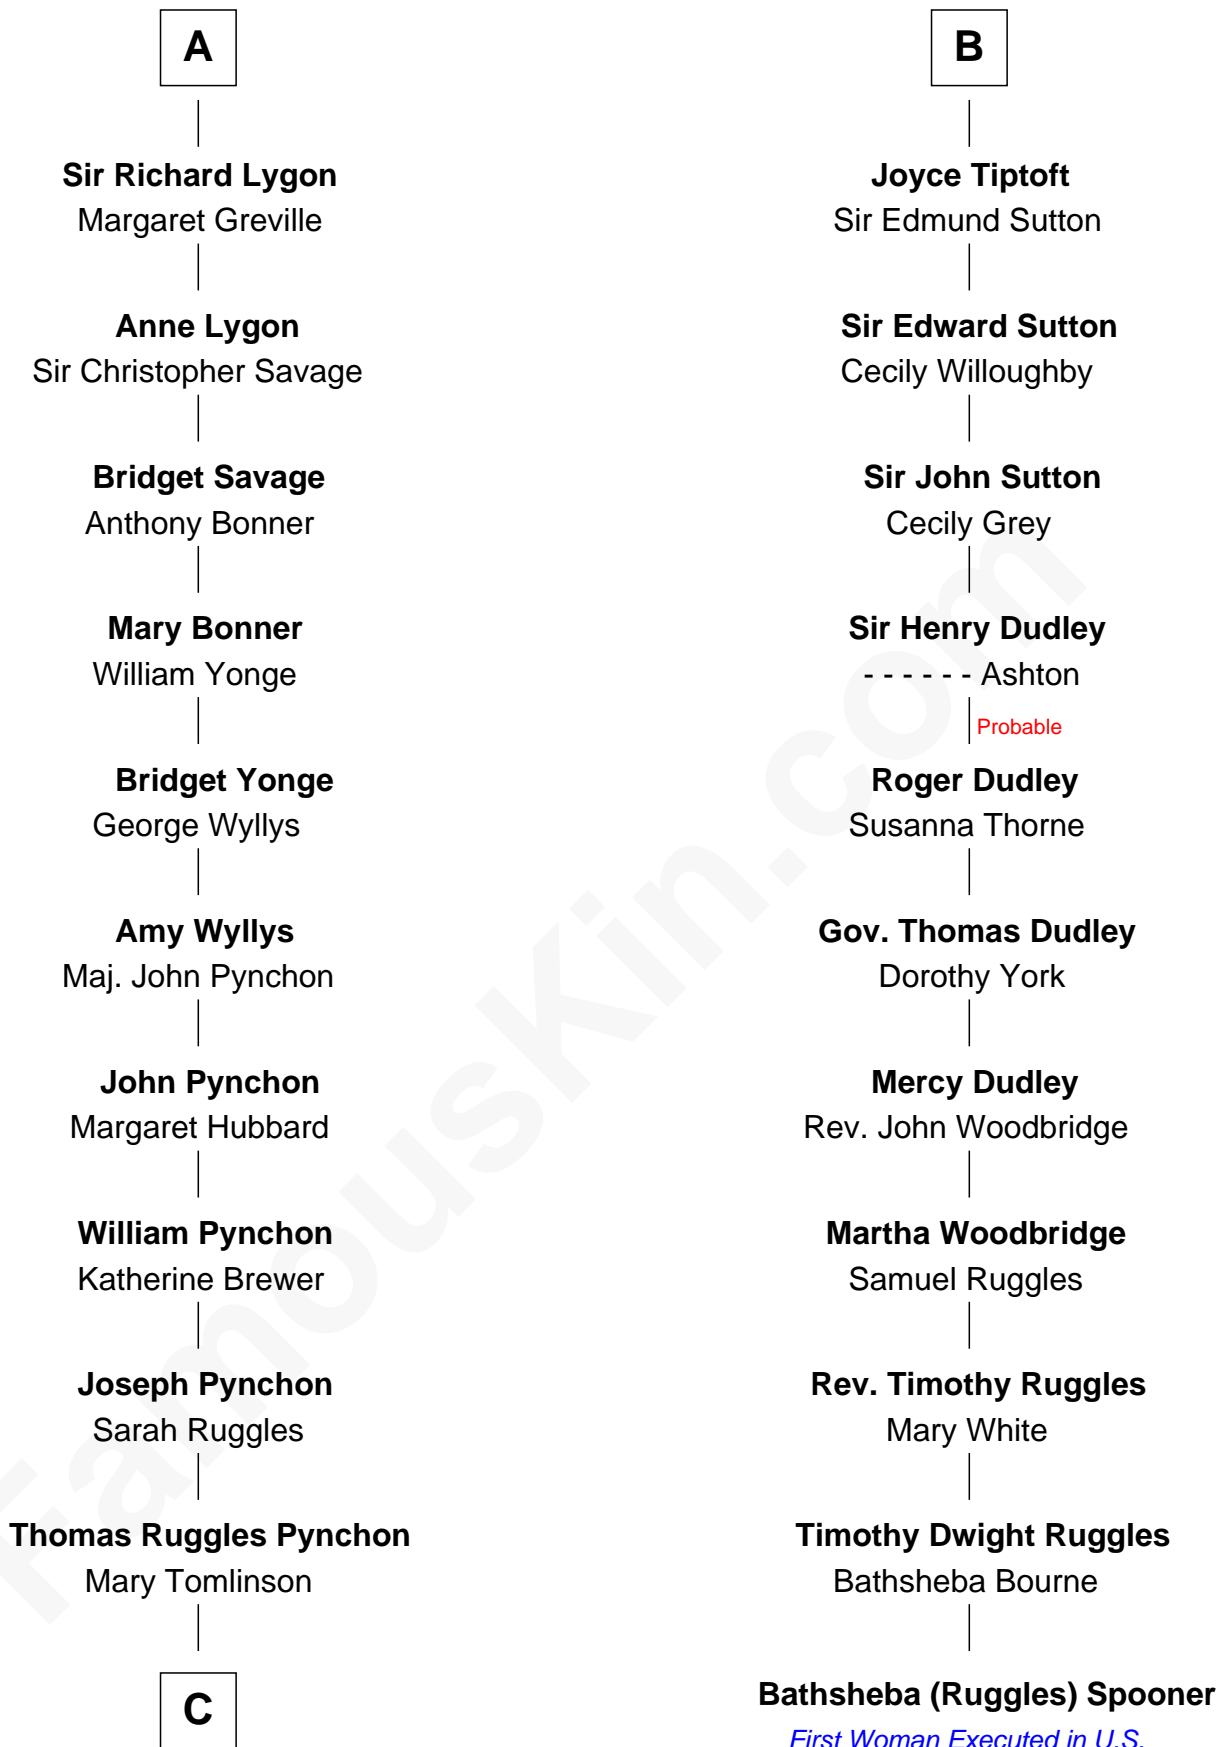 A
Sir Richard Lygon
Margaret Greville
Anne Lygon
Sir Christopher Savage
Bridget Savage
Anthony Bonner
Mary Bonner
William Yonge
Bridget Yonge
George Wyllys
Amy Wyllys
Maj. John Pynchon
John Pynchon
Margaret Hubbard
William Pynchon
Katherine Brewer
Joseph Pynchon
Sarah Ruggles
Thomas Ruggles Pynchon
Mary Tomlinson
C
B
Joyce Tiptoft
Sir Edmund Sutton
Sir Edward Sutton
Cecily Willoughby
Sir John Sutton
Cecily Grey
Sir Henry Dudley
- - - - - - Ashton
Probable
Roger Dudley
Susanna Thorne
Gov. Thomas Dudley
Dorothy York
Mercy Dudley
Rev. John Woodbridge
Martha Woodbridge
Samuel Ruggles
Rev. Timothy Ruggles
Mary White
Timothy Dwight Ruggles
Bathsheba Bourne
Bathsheba (Ruggles) Spooner
First Woman Executed in U.S.
FamousKin.com